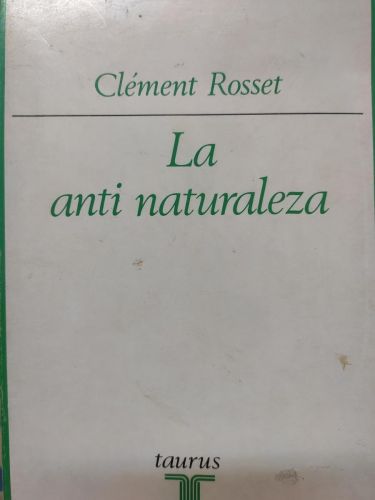 Clément Rosset
La
anti naturaleza
taurus